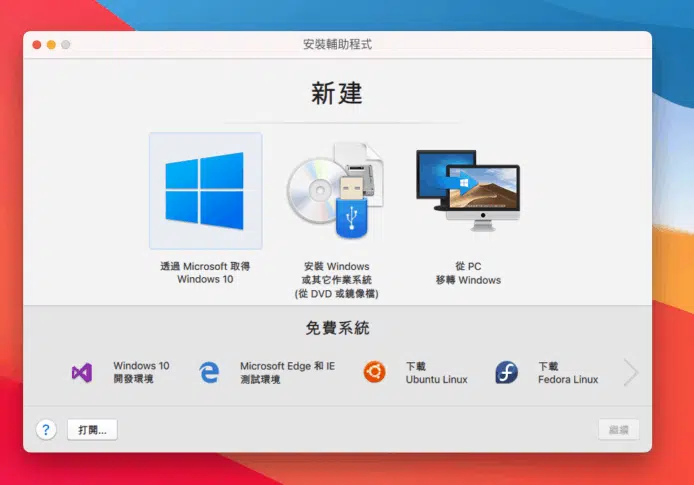 安裝輔助程式
新建
透過 Microsoft 取得
Windows 10
安裝 Windows
或其它作業系統
(從 DVD 或鏡像檔)
從 PC
移轉 Windows
免費系統
Windows 10
開發環境
Microsoft Edge 和 IE
測試環境
下載
Ubuntu Linux
下載
Fedora Linux
?
打開...
繼續